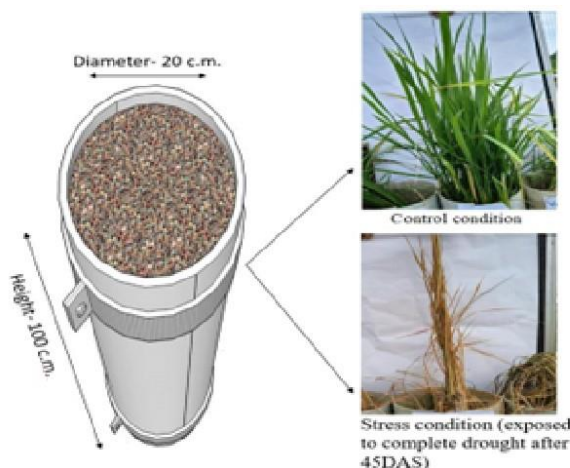 Diameter- 20 c.m.
Height- 100 c.m.
Control condition
Stress condition (exposed
to complete drought after
45DAS)